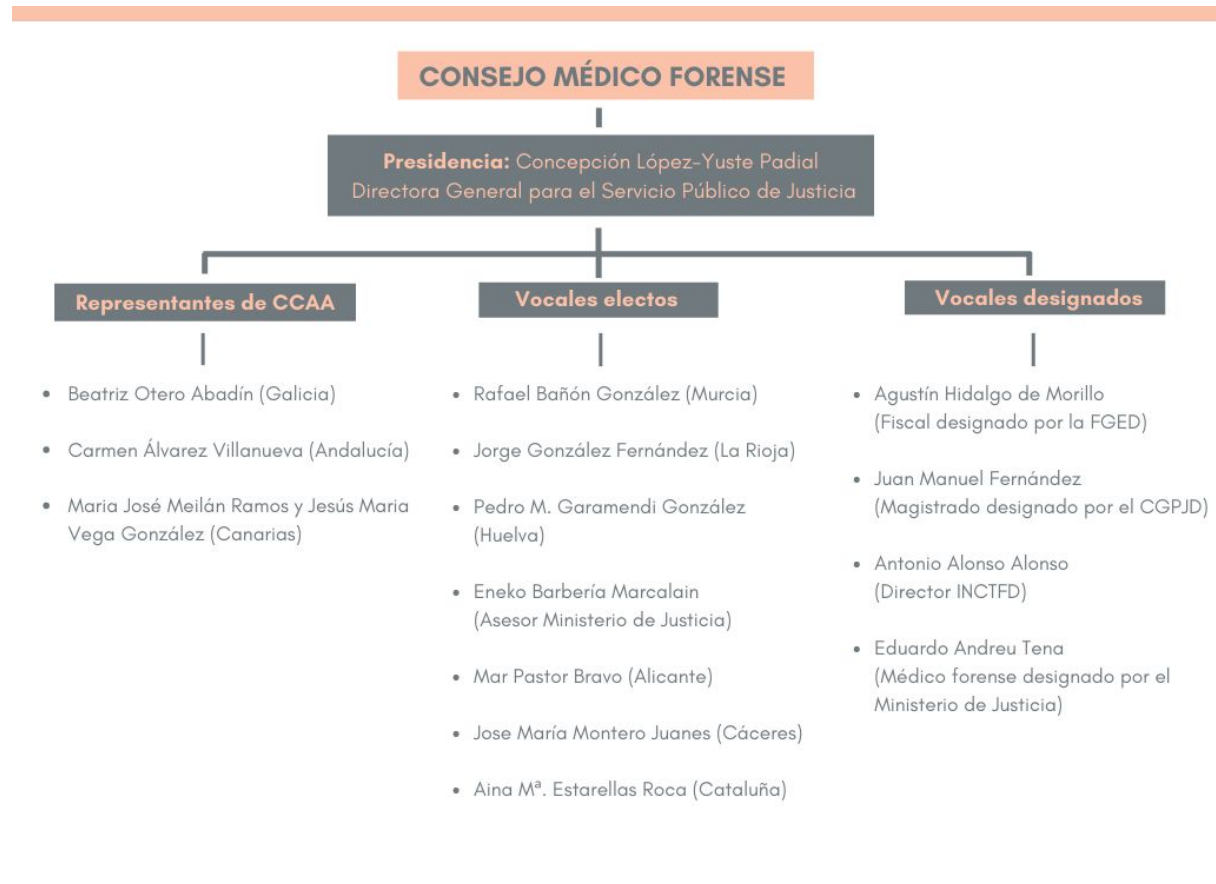 CONSEJO MÉDICO FORENSE
Presidencia: Concepción López-Yuste Padial
Directora General para el Servicio Público de Justicia
Representantes de CCAA
• Beatriz Otero Abadín (Galicia)
• Carmen Álvarez Villanueva (Andalucía)
• Maria José Meilán Ramos y Jesús Maria
Vega González (Canarias)
Vocales electos
• Rafael Bañón González (Murcia)
• Jorge González Fernández (La Rioja)
• Pedro M. Garamendi González
(Huelva)
• Eneko Barbería Marcalain
(Asesor Ministerio de Justicia)
• Mar Pastor Bravo (Alicante)
• Jose María Montero Juanes (Cáceres)
• Aina Mª. Estarellas Roca (Cataluña)
Vocales designados
• Agustín Hidalgo de Morillo
(Fiscal designado por la FGED)
• Juan Manuel Fernández
(Magistrado designado por el CGPJD)
• Antonio Alonso Alonso
(Director INCTFD)
• Eduardo Andreu Tena
(Médico forense designado por el
Ministerio de Justicia)